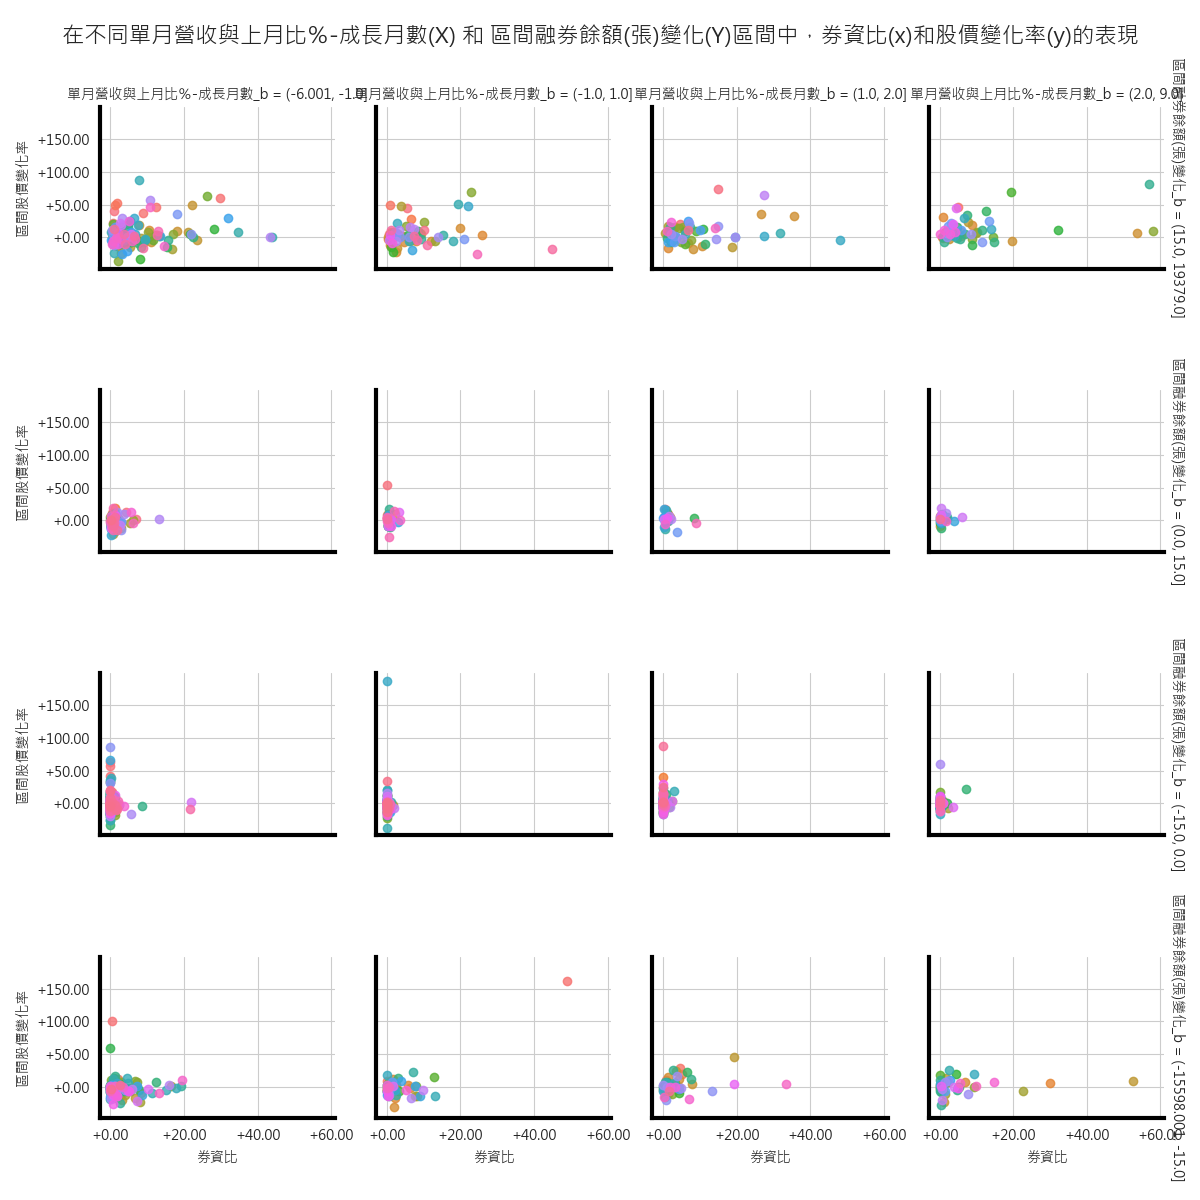 在不同單月營收與上月比%-成長月數(X) 和 區間融券餘額(張)變化(Y)區間中，券資比(x)和股價變化率(y)的表現
單月營收與上月比%-成長月數_b = (-6.001, -1.0]
單月營收與上月比%-成長月數_b = (-1.0, 1.0]
單月營收與上月比%-成長月數_b = (1.0, 2.0]
單月營收與上月比%-成長月數_b = (2.0, 9.0]
區間融券餘額(張)變化_b = (15.0, 19379.0]
區間股價變化率
+150.00
+100.00
+50.00
+0.00
區間融券餘額(張)變化_b = (0.0, 15.0]
區間股價變化率
+150.00
+100.00
+50.00
+0.00
區間融券餘額(張)變化_b = (-15.0, 0.0]
區間股價變化率
+150.00
+100.00
+50.00
+0.00
區間融券餘額(張)變化_b = (-15598.001, -15.0]
區間股價變化率
+150.00
+100.00
+50.00
+0.00
+0.00 +20.00 +40.00 +60.00 +0.00 +20.00 +40.00 +60.00 +0.00 +20.00 +40.00 +60.00 +0.00 +20.00 +40.00 +60.00
券資比 券資比 券資比 券資比